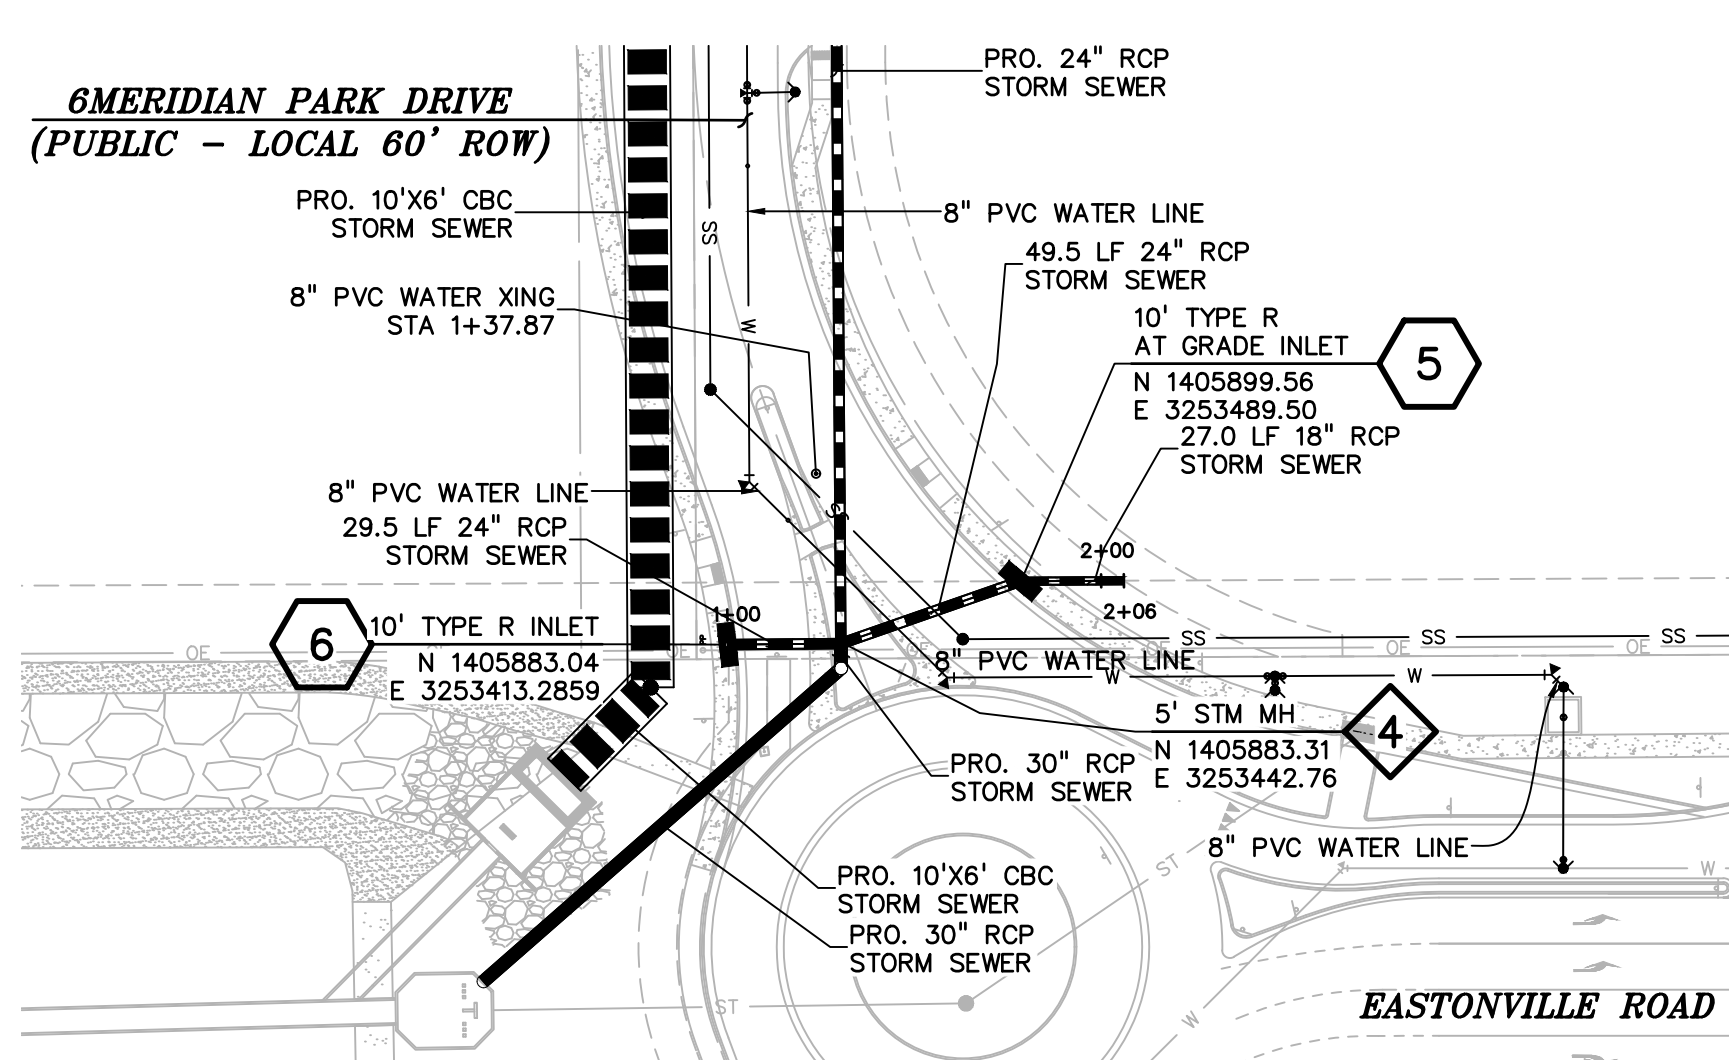 PRO. 24" RCP
STORM SEWER
6MERIDIAN PARK DRIVE
(PUBLIC - LOCAL 60' ROW)
PRO. 10'X6' CBC
STORM SEWER
SS
8" PVC WATER LINE
49.5 LF 24" RCP
STORM SEWER
8" PVC WATER XING
STA 1+37.87
W
10' TYPE R
AT GRADE INLET
N 1405899.56
E 3253489.50
5
27.0 LF 18" RCP
STORM SEWER
8" PVC WATER LINE
29.5 LF 24" RCP
STORM SEWER
SS
2+00
2+06
1+00
6
10' TYPE R INLET
N 1405883.04
E 3253413.2859
OE
OE
SS
SS
SS
OE
OE
8" PVC WATER LINE
W
W
5' STM MH
N 1405883.31
E 3253442.76
4
PRO. 30" RCP
STORM SEWER
8" PVC WATER LINE
ST
W
PRO. 10'X6' CBC
STORM SEWER
PRO. 30" RCP
STORM SEWER
ST
W
EASTONVILLE ROAD